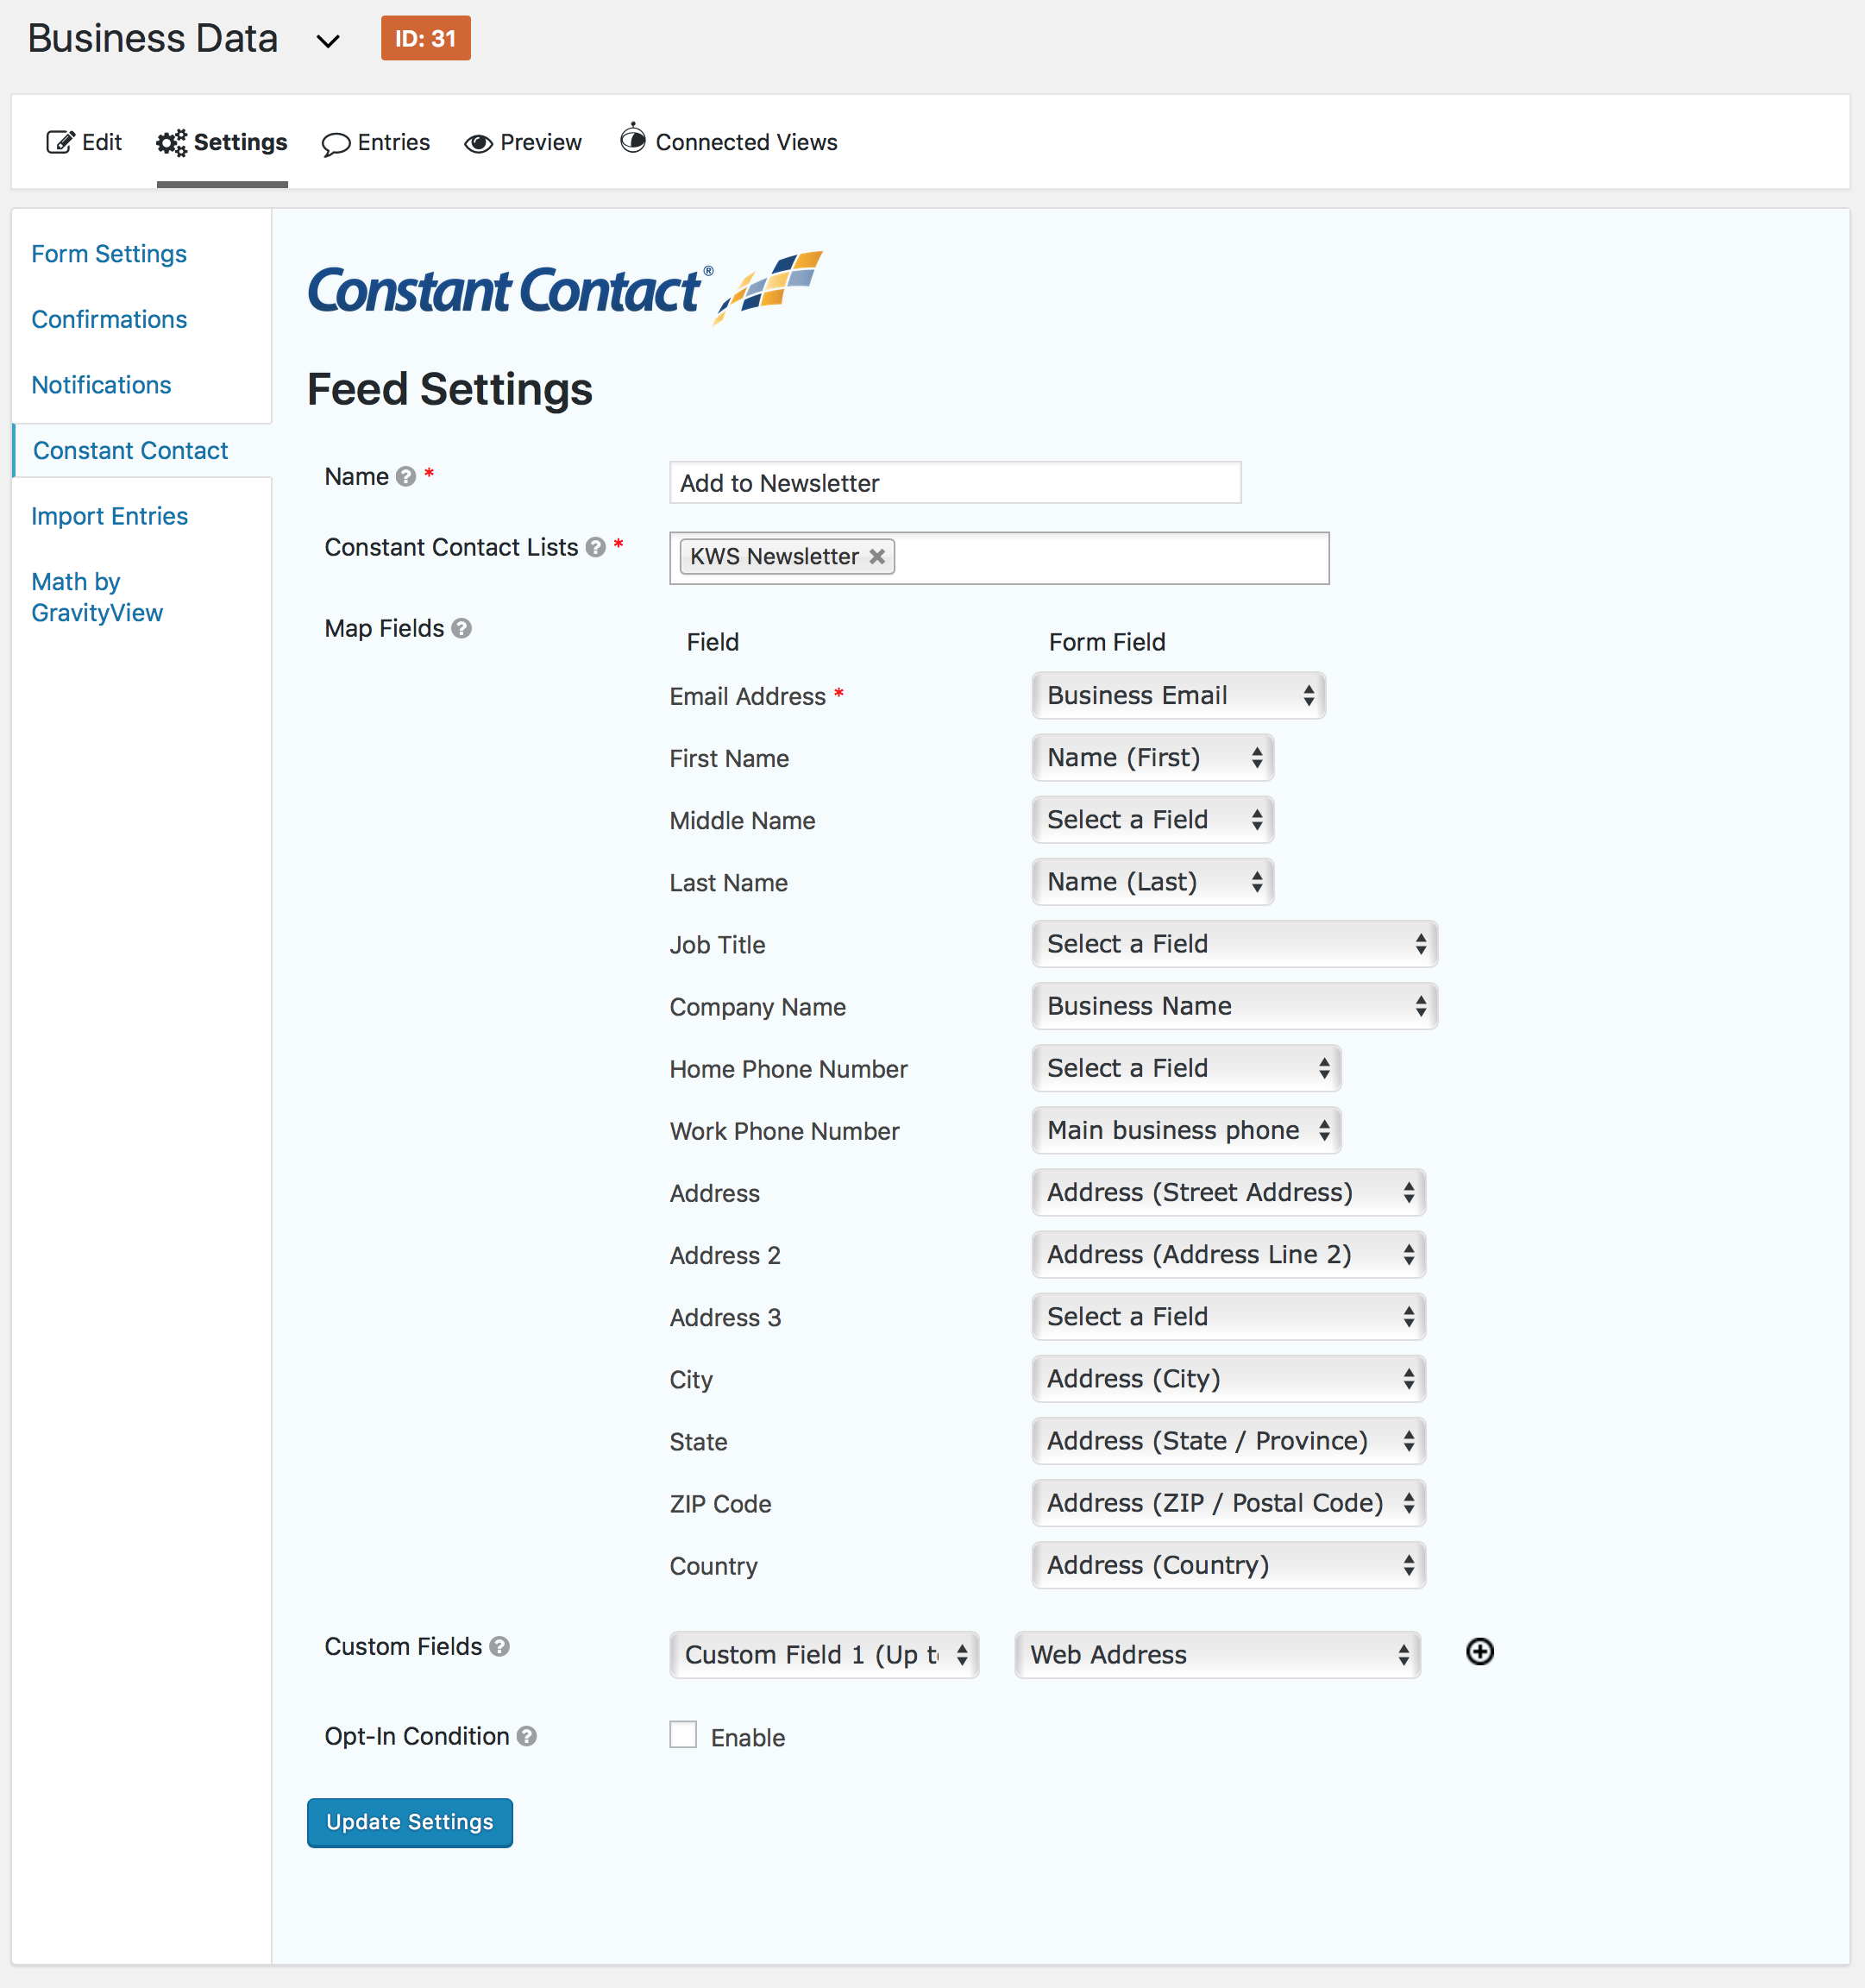 Business Data ID: 31
Edit Settings Entries Preview Connected Views
Form Settings
Confirmations
Notifications
Constant Contact
Import Entries
Math by
GravityView
Constant Contact®
Feed Settings
Name ? * Add to Newsletter
Constant Contact Lists ? * KWS Newsletter ✖
Map Fields ?
Field Form Field
Email Address * Business Email
First Name Name (First)
Middle Name Select a Field
Last Name Name (Last)
Job Title Select a Field
Company Name Business Name
Home Phone Number Select a Field
Work Phone Number Main business phone
Address Address (Street Address)
Address 2 Address (Address Line 2)
Address 3 Select a Field
City Address (City)
State Address (State / Province)
ZIP Code Address (ZIP / Postal Code)
Country Address (Country)
Custom Fields ? Custom Field 1 (Up Web Address
Opt-In Condition ? Enable
Update Settings